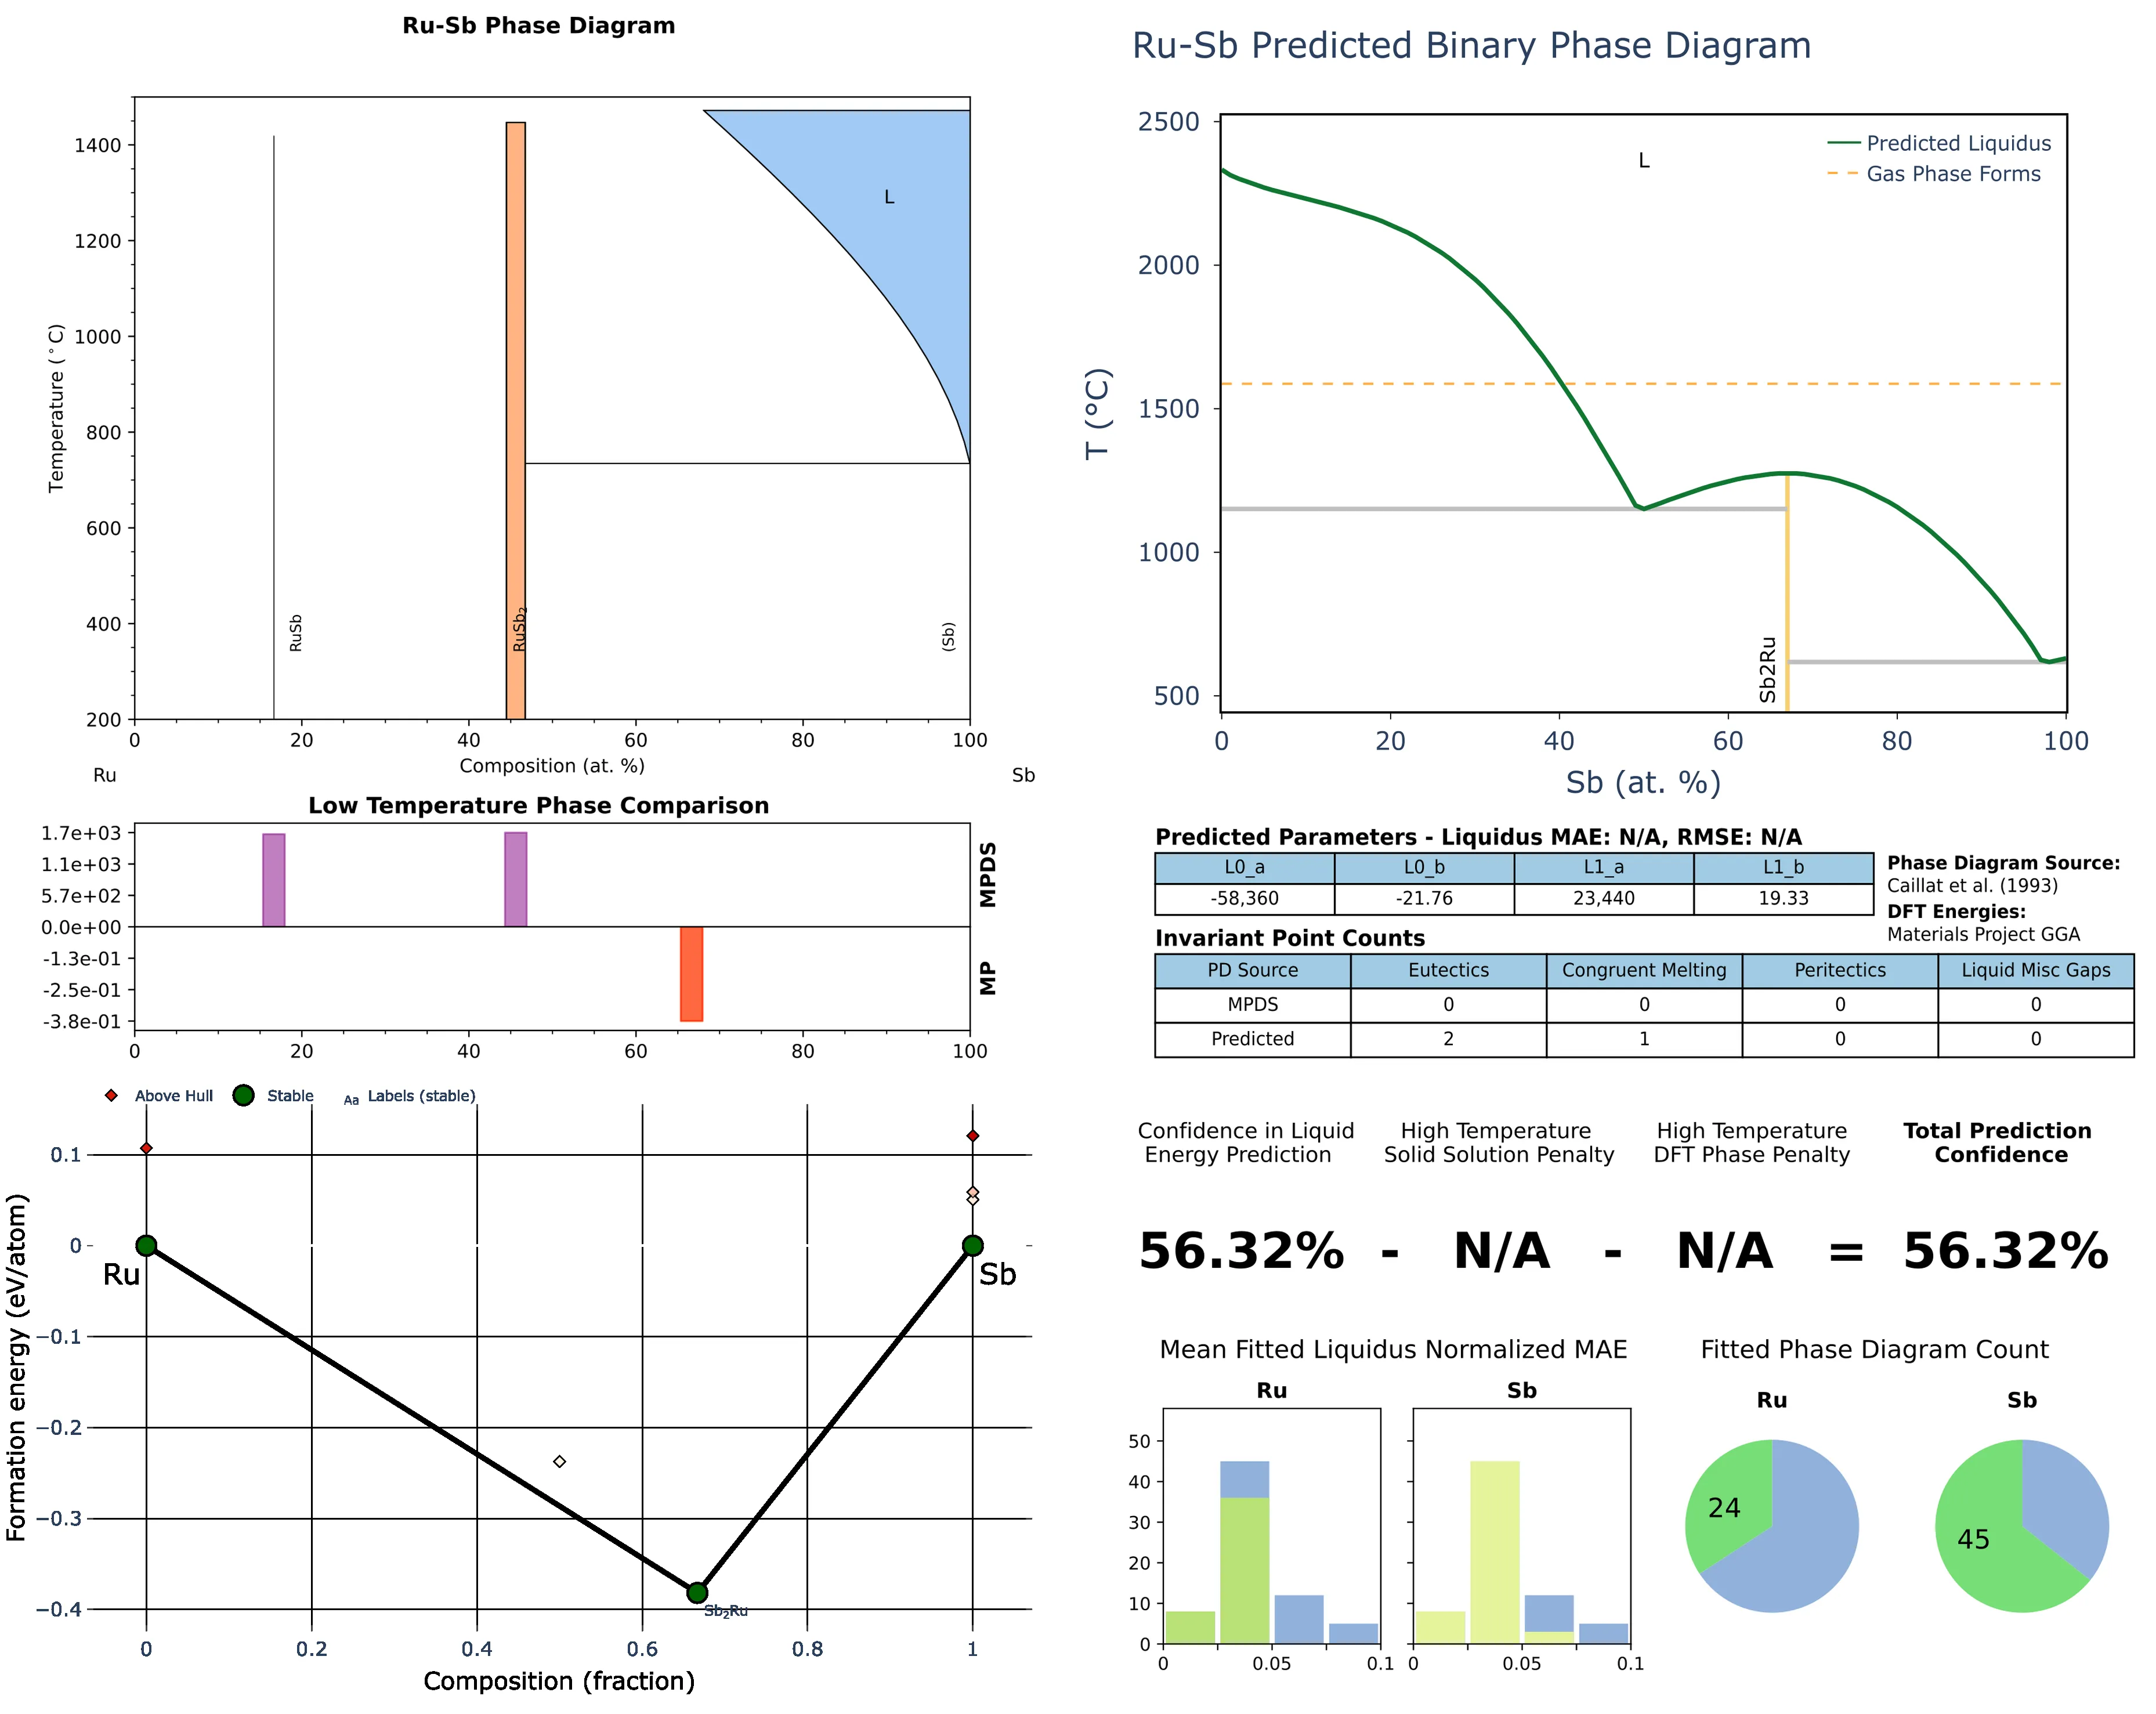 Ru-Sb Phase Diagram
1400
1200
1000
800
600
400
200
Temperature (°C)
L
RuSb
RuSb₂
(Sb)
0 20 40 60 80 100
Composition (at. %)
Ru Sb
Low Temperature Phase Comparison
1.7e+03
1.1e+03
5.7e+02
0.0e+00
-1.3e-01
-2.5e-01
-3.8e-01
MPDS
MP
0 20 40 60 80 100
Above Hull Stable Aa Labels (stable)
0.1
0
−0.1
−0.2
−0.3
−0.4
Formation energy (eV/atom)
Ru
Sb
Sb₂Ru
0 0.2 0.4 0.6 0.8 1
Composition (fraction)
Ru-Sb Predicted Binary Phase Diagram
2500
2000
1500
1000
500
T (°C)
L
Predicted Liquidus
Gas Phase Forms
Sb2Ru
0 20 40 60 80 100
Sb (at. %)
Predicted Parameters - Liquidus MAE: N/A, RMSE: N/A
L0_a L0_b L1_a L1_b
-58,360 -21.76 23,440 19.33
Phase Diagram Source:
Caillat et al. (1993)
DFT Energies:
Materials Project GGA
Invariant Point Counts
PD Source Eutectics Congruent Melting Peritectics Liquid Misc Gaps
MPDS 0 0 0 0
Predicted 2 1 0 0
Confidence in Liquid
Energy Prediction
High Temperature
Solid Solution Penalty
High Temperature
DFT Phase Penalty
Total Prediction
Confidence
56.32% - N/A - N/A = 56.32%
Mean Fitted Liquidus Normalized MAE
Ru Sb
50
40
30
20
10
0
0 0.05 0.1
0 0.05 0.1
Fitted Phase Diagram Count
Ru Sb
24
45